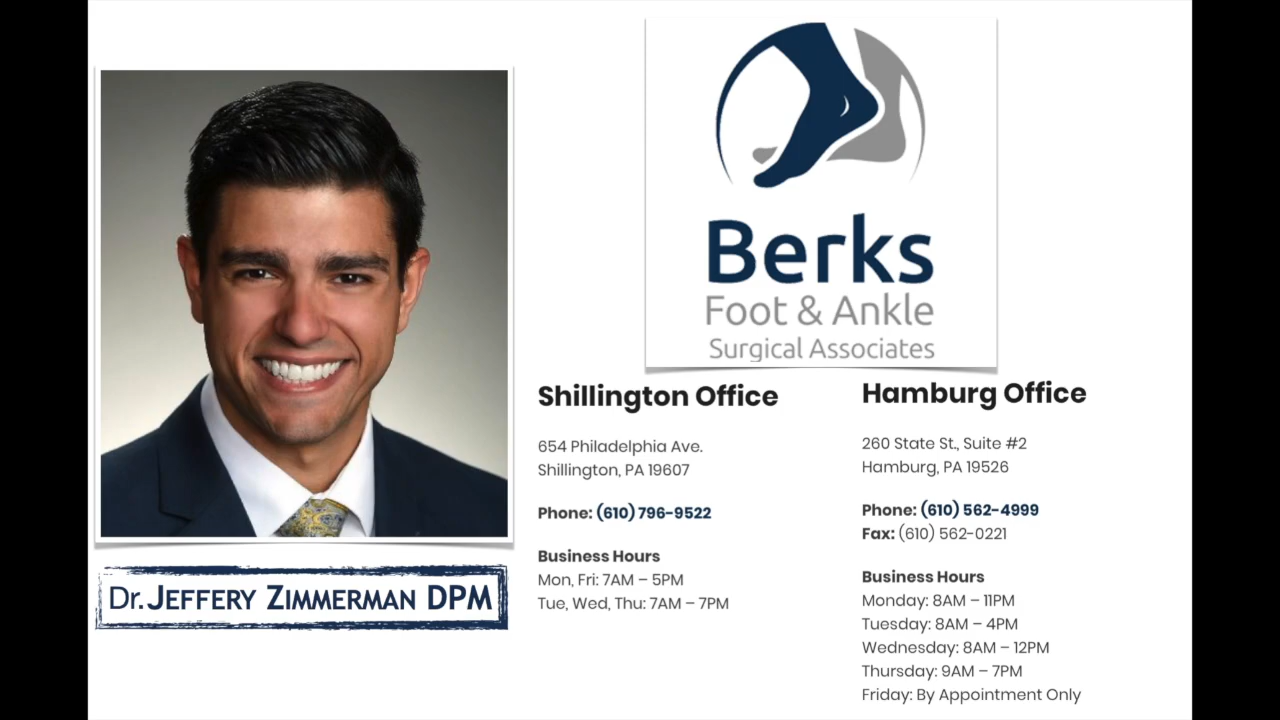 Berks
Foot & Ankle
Surgical Associates
Dr. JEFFERY ZIMMERMAN DPM
Shillington Office
654 Philadelphia Ave.
Shillington, PA 19607
Phone: (610) 796-9522
Business Hours
Mon, Fri: 7AM – 5PM
Tue, Wed, Thu: 7AM – 7PM
Hamburg Office
260 State St., Suite #2
Hamburg, PA 19526
Phone: (610) 562-4999
Fax: (610) 562-0221
Business Hours
Monday: 8AM – 11PM
Tuesday: 8AM – 4PM
Wednesday: 8AM – 12PM
Thursday: 9AM – 7PM
Friday: By Appointment Only